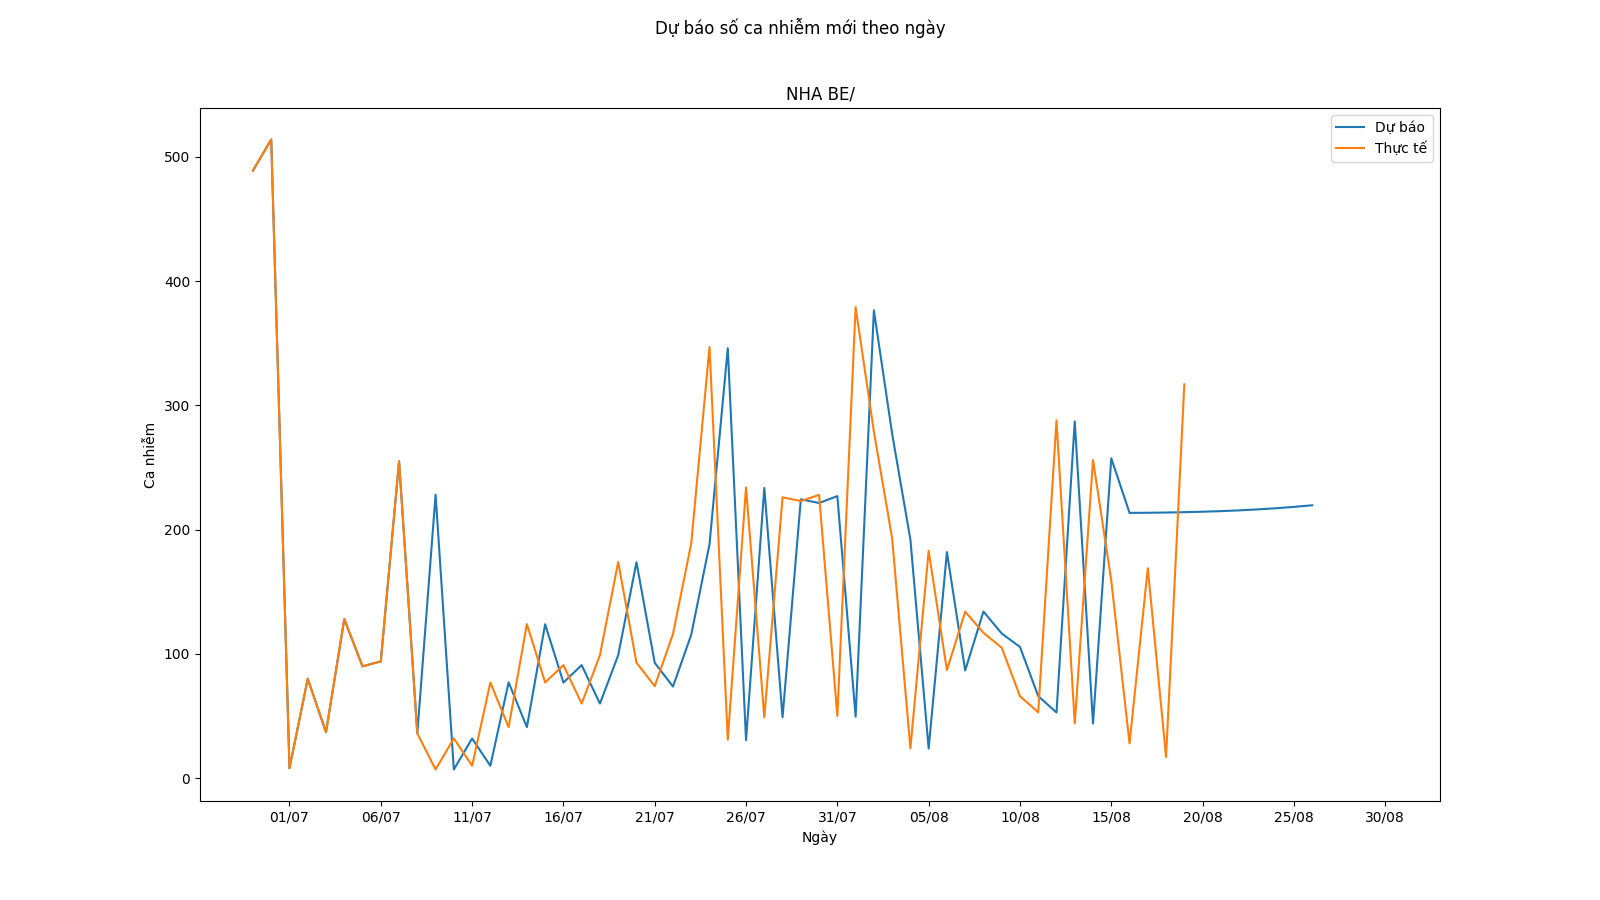 Dự báo số ca nhiễm mới theo ngày
NHA BE/
Dự báo
Thực tế
500
400
300
200
100
0
Ca nhiễm
01/07 06/07 11/07 16/07 21/07 26/07 31/07 05/08 10/08 15/08 20/08 25/08 30/08
Ngày